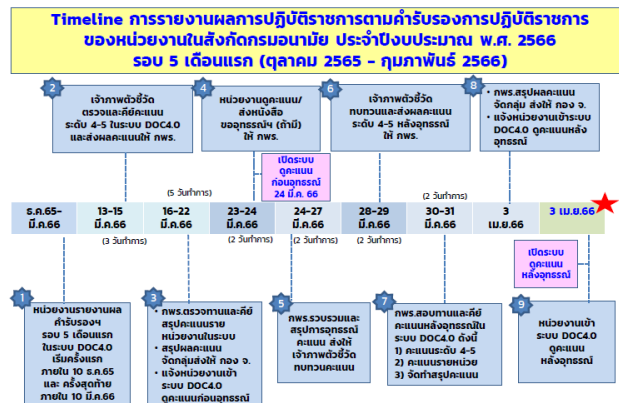 Timeline การรายงานผลการปฏิบัติราชการตามคำรับรองการปฏิบัติราชการ
ของหน่วยงานในสังกัดกรมอนามัย ประจำปีงบประมาณ พ.ศ. 2566
รอบ 5 เดือนแรก (ตุลาคม 2565 - กุมภาพันธ์ 2566)
2
เจ้าภาพตัวชี้วัด
ตรวจและคีย์คะแนน
ระดับ 4-5 ในระบบ DOC4.0
และส่งผลคะแนนให้ กพร.
4
หน่วยงานดูคะแนน/
ส่งหนังสือ
ขออุทธรณ์ฯ (ถ้ามี)
ให้ กพร.
6
เจ้าภาพตัวชี้วัด
ทบทวนและส่งผลคะแนน
ระดับ 4-5 หลังอุทธรณ์
ให้ กพร.
8
• กพร.สรุปผลคะแนน
จัดกลุ่ม ส่งให้ กอง จ.
• แจ้งหน่วยงานเข้าระบบ
DOC4.0 ดูคะแนนหลัง
อุทธรณ์
เปิดระบบ
ดูคะแนน
ก่อนอุทธรณ์
24 มี.ค. 66
(5 วันทำการ)
(2 วันทำการ)
ธ.ค.65-
มี.ค.66
13-15
มี.ค.66
16-22
มี.ค.66
23-24
มี.ค.66
24-27
มี.ค.66
28-29
มี.ค.66
30-31
มี.ค.66
3
เม.ย.66
3 เม.ย.66
(3 วันทำการ)
(2 วันทำการ)
(2 วันทำการ)
(2 วันทำการ)
เปิดระบบ
ดูคะแนน
หลังอุทธรณ์
1
หน่วยงานรายงานผล
คำรับรองฯ
รอบ 5 เดือนแรก
ในระบบ DOC4.0
เริ่มครั้งแรก
ภายใน 10 ธ.ค.65
และ ครั้งสุดท้าย
ภายใน 10 มี.ค.66
3
• กพร.ตรวจทานและคีย์
สรุปคะแนนราย
หน่วยงานในระบบ
• สรุปผลคะแนน
จัดกลุ่มส่งให้ กอง จ.
• แจ้งหน่วยงานเข้า
ระบบ DOC4.0
ดูคะแนนก่อนอุทธรณ์
5
กพร.รวบรวมและ
สรุปการอุทธรณ์
คะแนน ส่งให้
เจ้าภาพตัวชี้วัด
ทบทวนคะแนน
7
กพร.สอบทานและคีย์
คะแนนหลังอุทธรณ์ใน
ระบบ DOC4.0 ดังนี้
1) คะแนนระดับ 4-5
2) คะแนนรายหน่วย
3) จัดทำสรุปคะแนน
9
หน่วยงานเข้า
ระบบ DOC4.0
ดูคะแนน
หลังอุทธรณ์